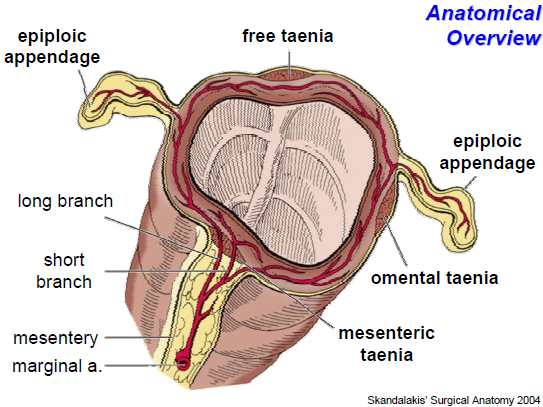 Anatomical
Overview
epiploic
appendage
free taenia
epiploic
appendage
long branch
short
branch
omental taenia
mesenteric
taenia
mesentery
marginal a.
Skandalakis' Surgical Anatomy 2004